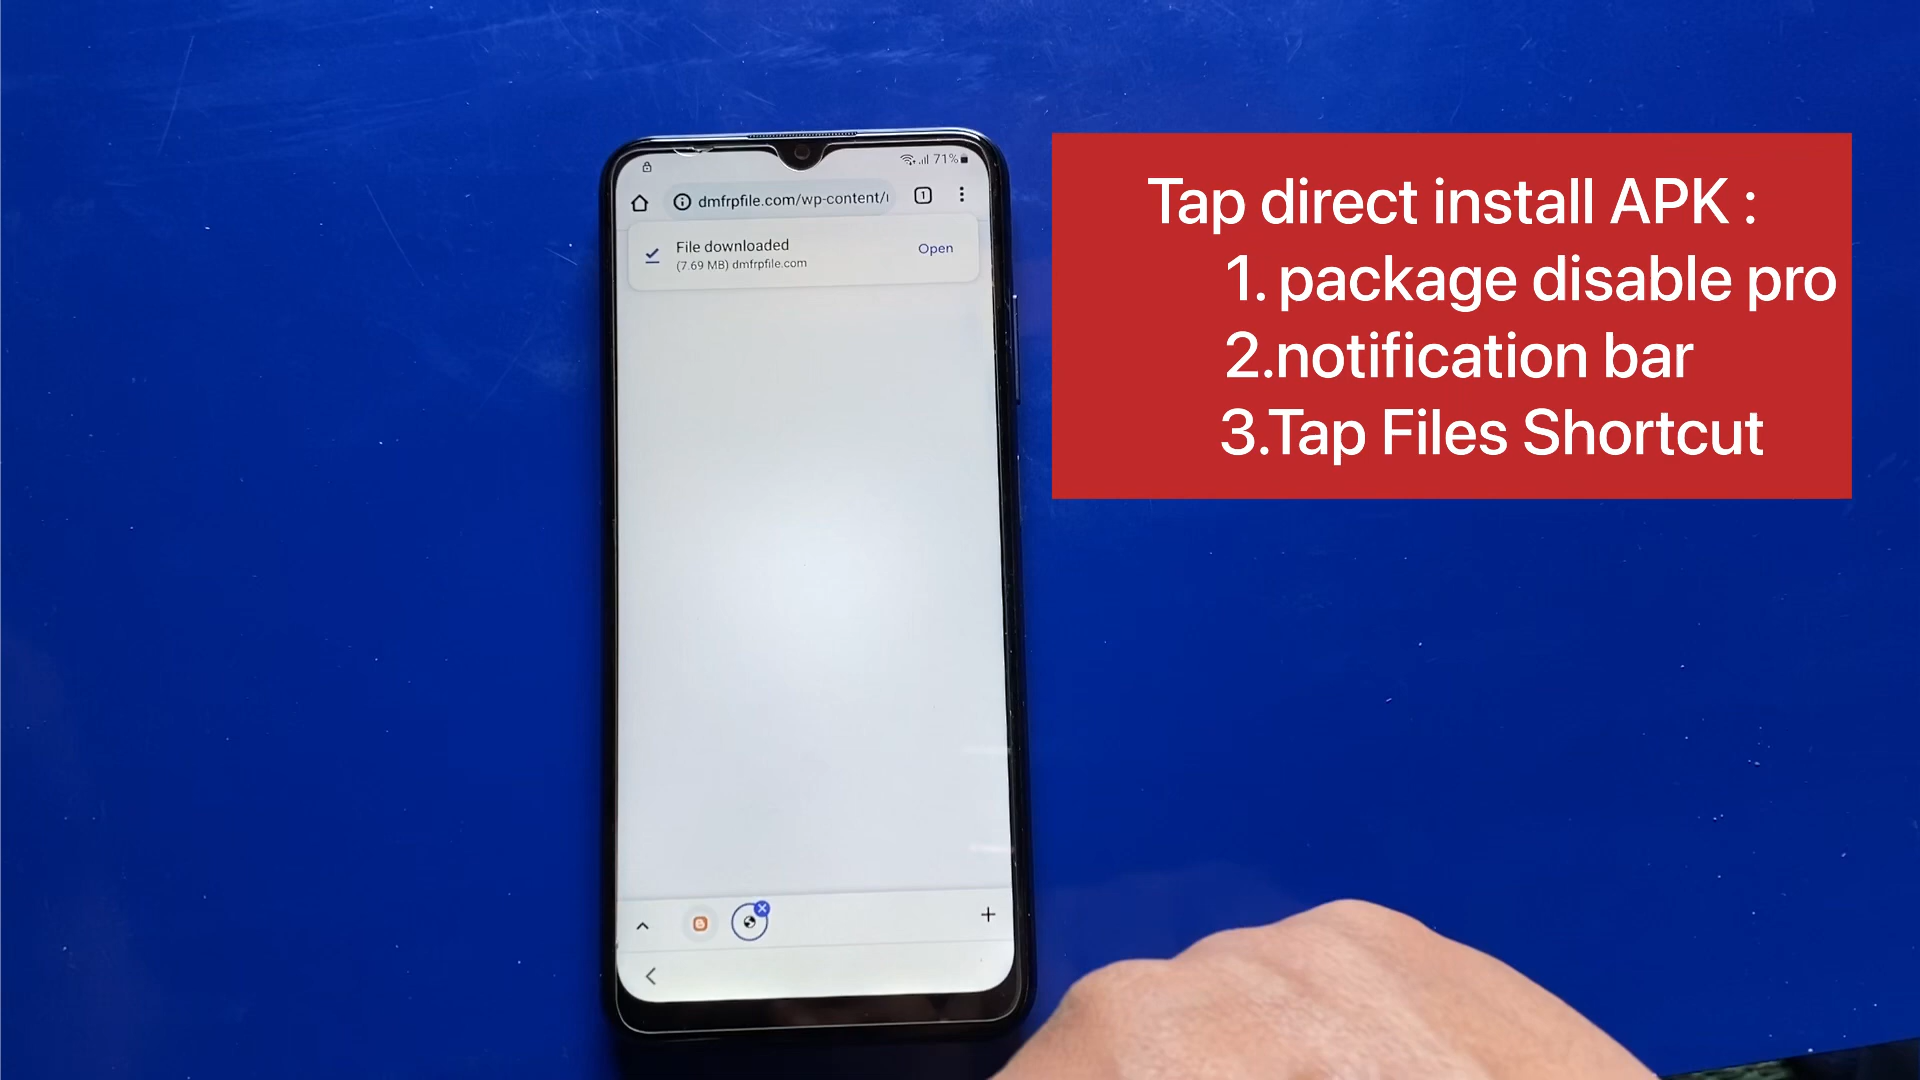 71%
dmfrpfile.com/wp-content/
1
File downloaded
(7.69 MB) dmfrpfile.com
Open
Tap direct install APK :
1. package disable pro
2.notification bar
3.Tap Files Shortcut